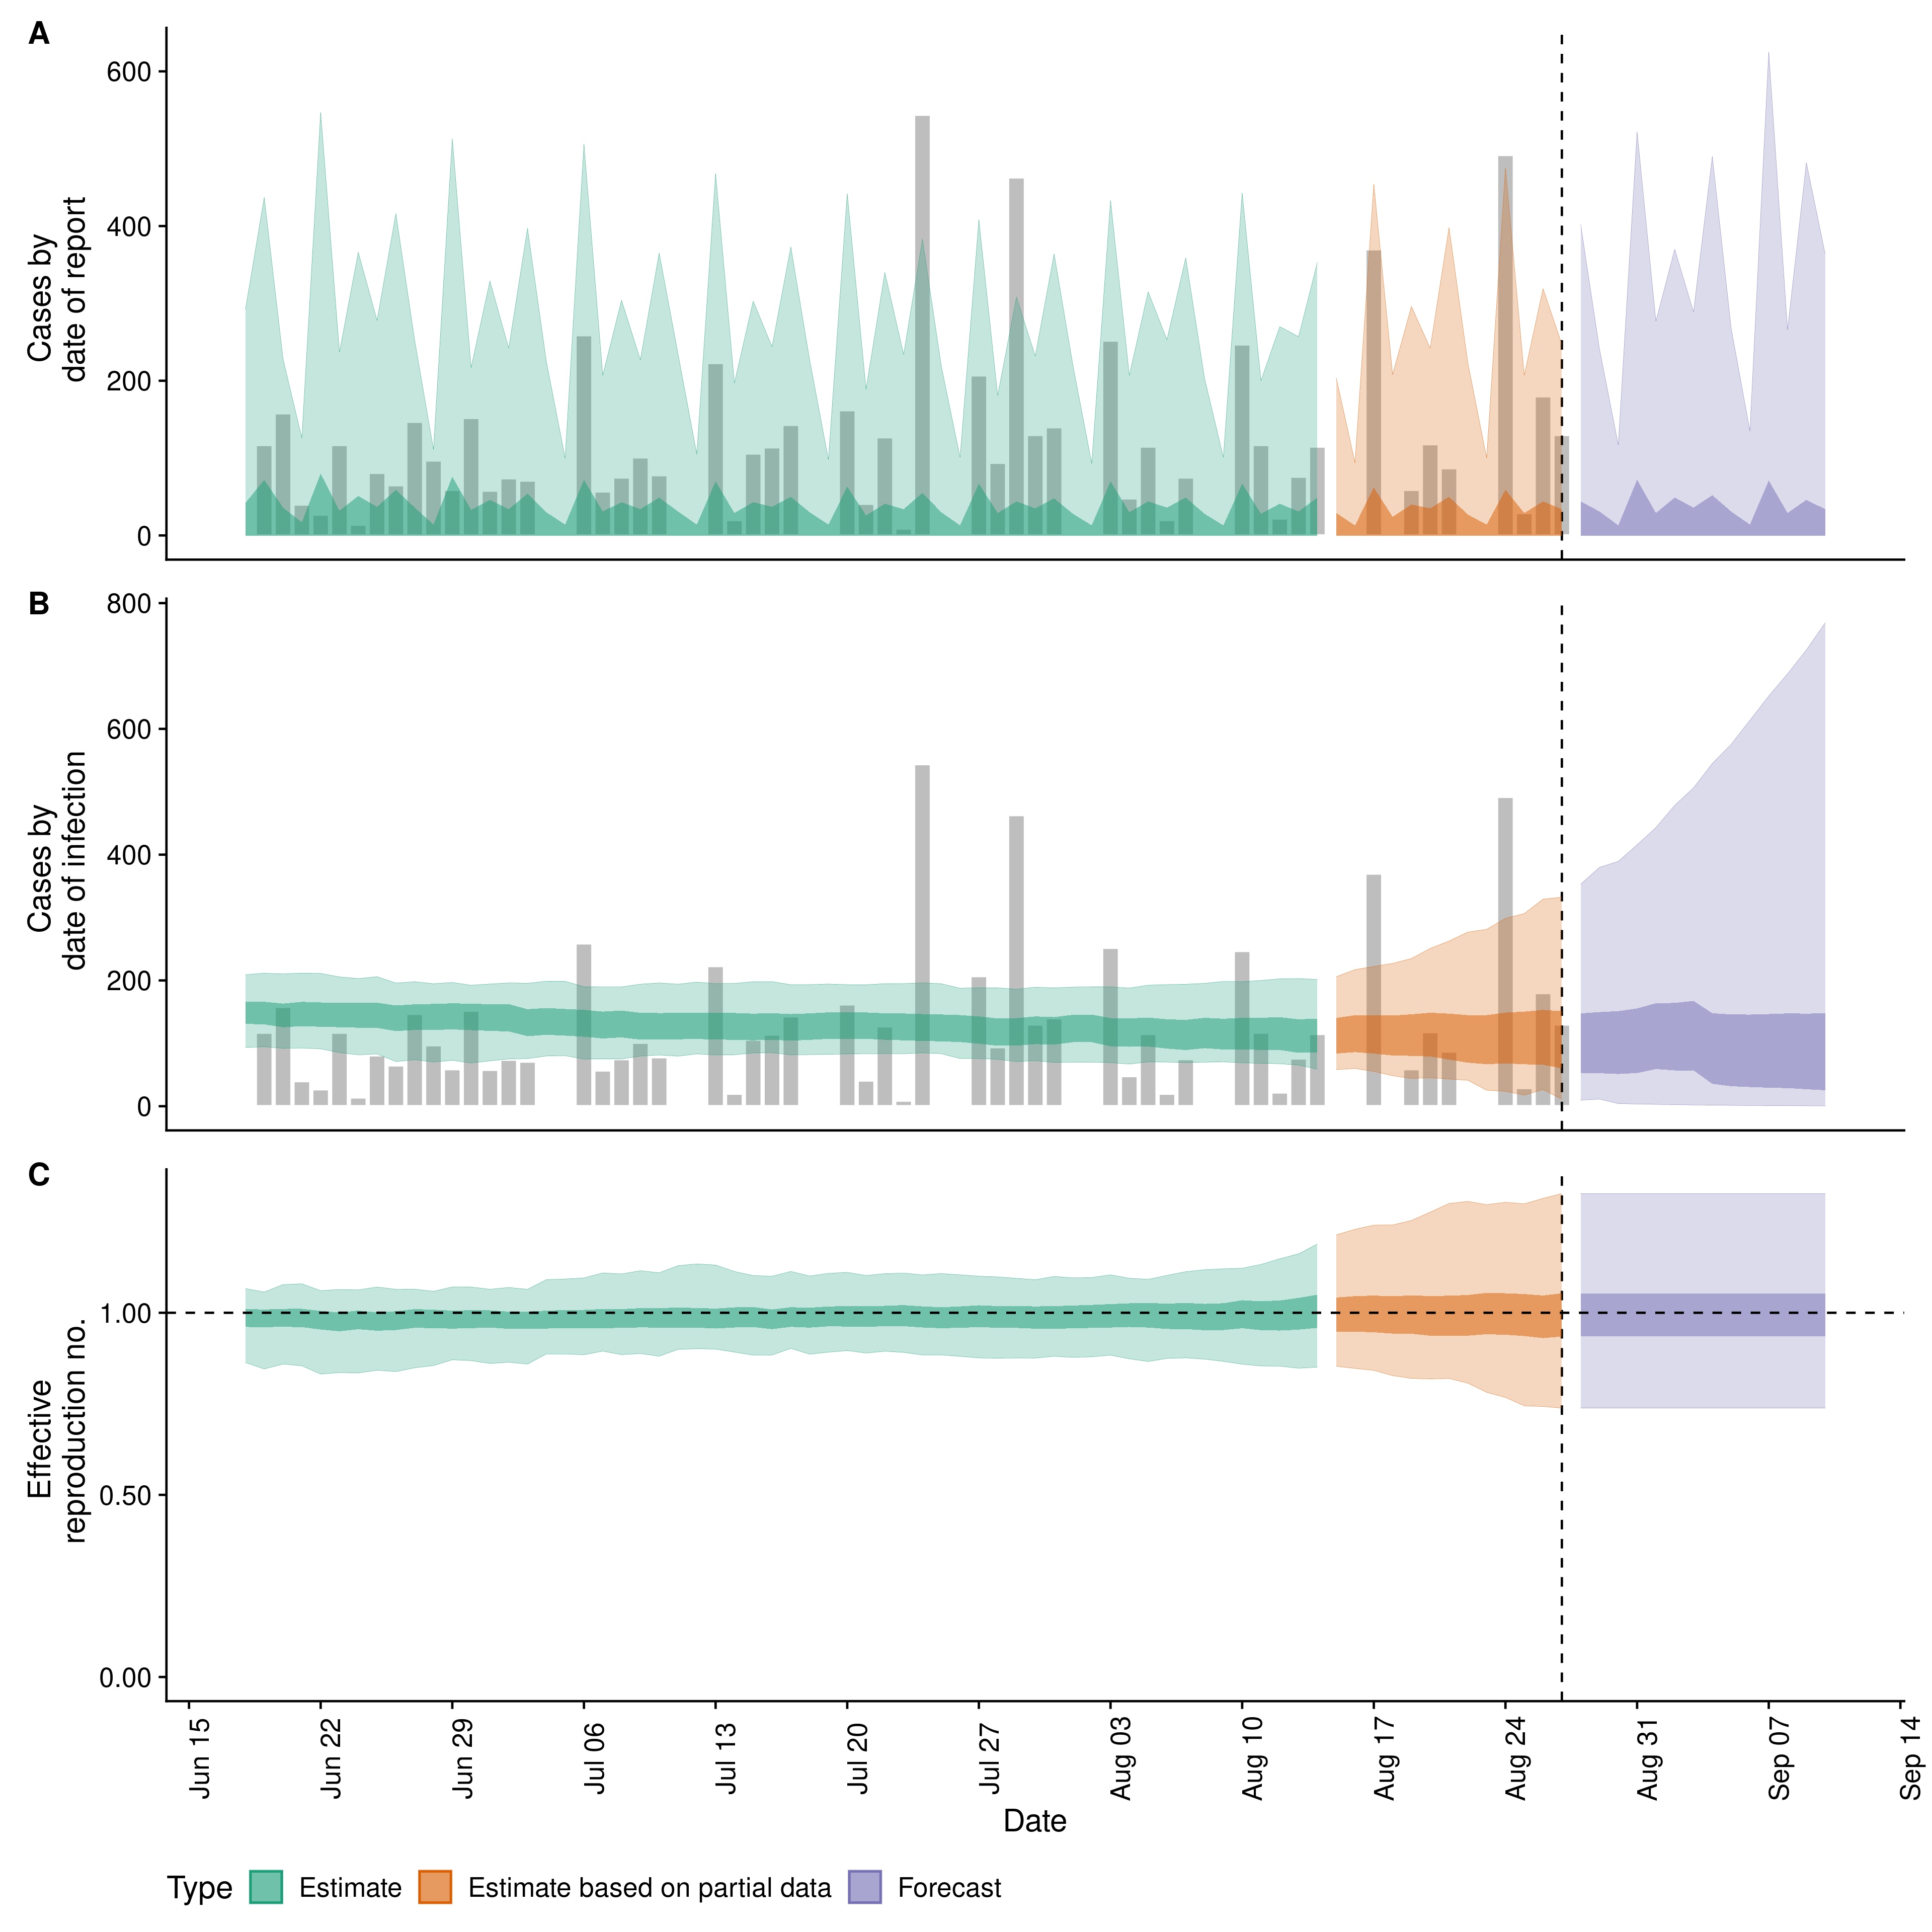 A
600
400
200
0
Cases by
date of report
B
800
600
400
200
0
Cases by
date of infection
C
1.00
0.50
0.00
Effective
reproduction no.
Jun 15
Jun 22
Jun 29
Jul 06
Jul 13
Jul 20
Jul 27
Aug 03
Aug 10
Aug 17
Aug 24
Aug 31
Sep 07
Sep 14
Date
Type Estimate Estimate based on partial data Forecast